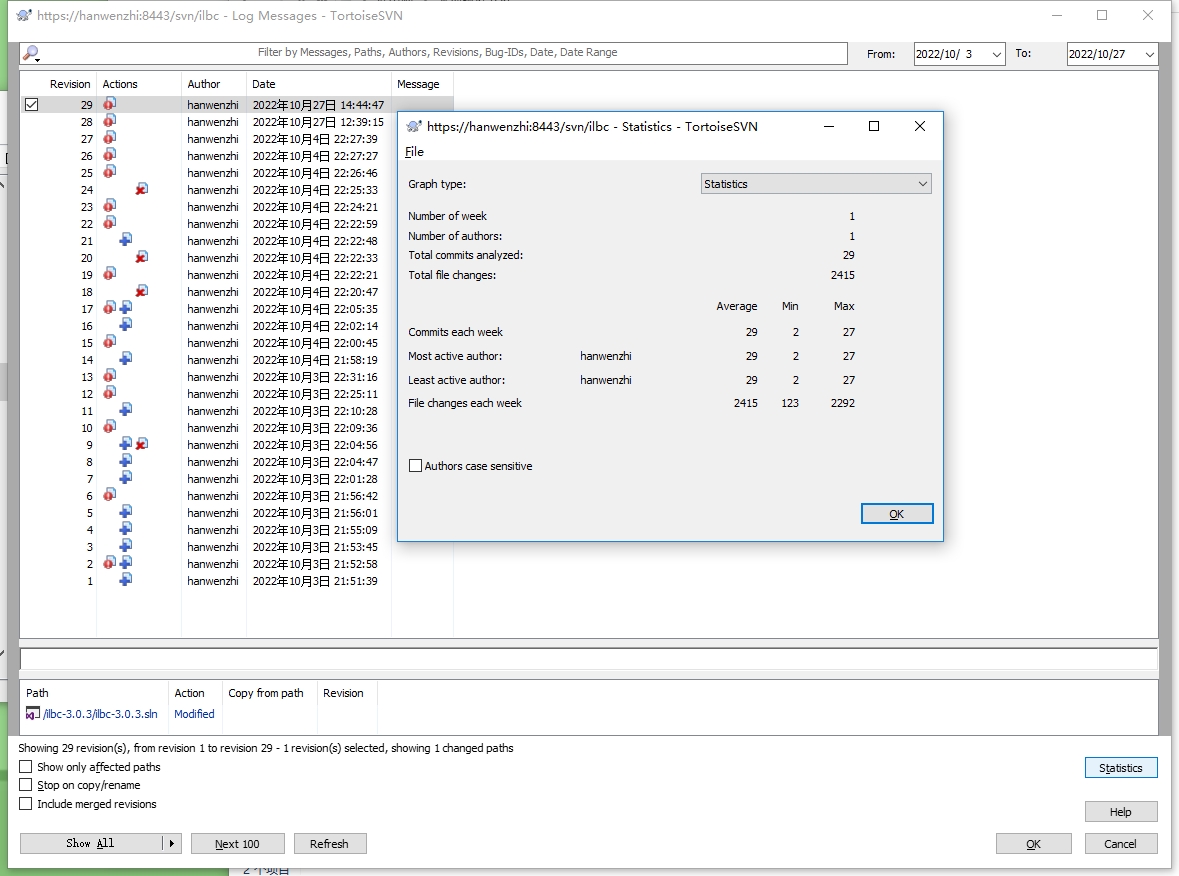 https://hanwenzhi:8443/svn/ilbc - Log Messages - TortoiseSVN
Filter by Messages, Paths, Authors, Revisions, Bug-IDs, Date, Date Range
From: 2022/10/ 3 To: 2022/10/27
Revision Actions Author Date Message
29 hanwenzhi 2022年10月27日 14:44:47
28 hanwenzhi 2022年10月27日 12:39:15
27 hanwenzhi 2022年10月4日 22:27:39
26 hanwenzhi 2022年10月4日 22:27:27
25 hanwenzhi 2022年10月4日 22:26:46
24 hanwenzhi 2022年10月4日 22:25:33
23 hanwenzhi 2022年10月4日 22:24:21
22 hanwenzhi 2022年10月4日 22:22:59
21 hanwenzhi 2022年10月4日 22:22:48
20 hanwenzhi 2022年10月4日 22:22:33
19 hanwenzhi 2022年10月4日 22:22:21
18 hanwenzhi 2022年10月4日 22:20:47
17 hanwenzhi 2022年10月4日 22:05:35
16 hanwenzhi 2022年10月4日 22:02:14
15 hanwenzhi 2022年10月4日 22:00:45
14 hanwenzhi 2022年10月4日 21:58:19
13 hanwenzhi 2022年10月3日 22:31:16
12 hanwenzhi 2022年10月3日 22:25:11
11 hanwenzhi 2022年10月3日 22:10:28
10 hanwenzhi 2022年10月3日 22:09:36
9 hanwenzhi 2022年10月3日 22:04:56
8 hanwenzhi 2022年10月3日 22:04:47
7 hanwenzhi 2022年10月3日 22:01:28
6 hanwenzhi 2022年10月3日 21:56:42
5 hanwenzhi 2022年10月3日 21:56:01
4 hanwenzhi 2022年10月3日 21:55:09
3 hanwenzhi 2022年10月3日 21:53:45
2 hanwenzhi 2022年10月3日 21:52:58
1 hanwenzhi 2022年10月3日 21:51:39
https://hanwenzhi:8443/svn/ilbc - Statistics - TortoiseSVN
File
Graph type: Statistics
Number of week 1
Number of authors: 1
Total commits analyzed: 29
Total file changes: 2415
Average Min Max
Commits each week 29 2 27
Most active author: hanwenzhi 29 2 27
Least active author: hanwenzhi 29 2 27
File changes each week 2415 123 2292
Authors case sensitive
OK
Path Action Copy from path Revision
/ilbc-3.0.3/ilbc-3.0.3.sln Modified
Showing 29 revision(s), from revision 1 to revision 29 - 1 revision(s) selected, showing 1 changed paths
Show only affected paths
Statistics
Stop on copy/rename
Include merged revisions
Help
Show All Next 100 Refresh OK Cancel
2 个项目